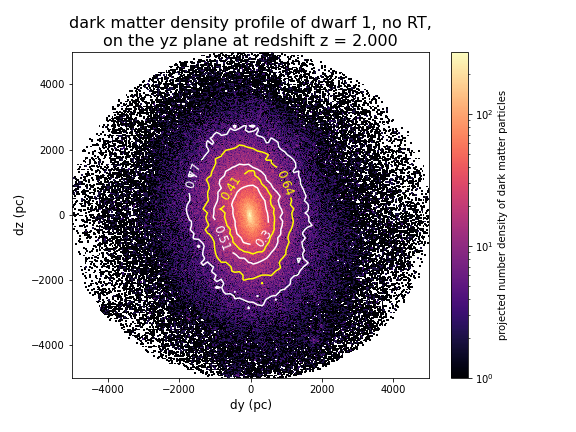 dark matter density profile of dwarf 1, no RT,
on the yz plane at redshift z = 2.000
4000
2000
0
−2000
−4000
dz (pc)
−4000 −2000 0 2000 4000
dy (pc)
0.77
0.64
0.41
0.5
0.3
10²
10¹
10⁰
projected number density of dark matter particles